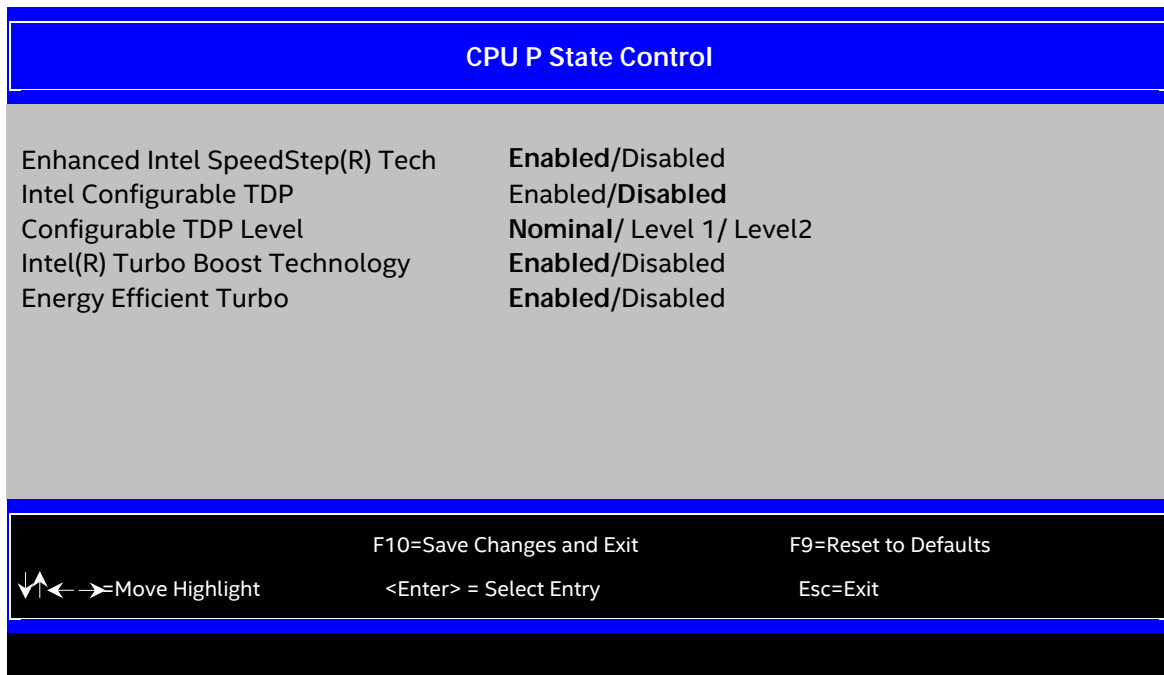 CPU P State Control
Enhanced Intel SpeedStep(R) Tech Enabled/Disabled
Intel Configurable TDP Enabled/Disabled
Configurable TDP Level Nominal/ Level 1/ Level2
Intel(R) Turbo Boost Technology Enabled/Disabled
Energy Efficient Turbo Enabled/Disabled
F10=Save Changes and Exit F9=Reset to Defaults
↓↑← →=Move Highlight <Enter> = Select Entry Esc=Exit